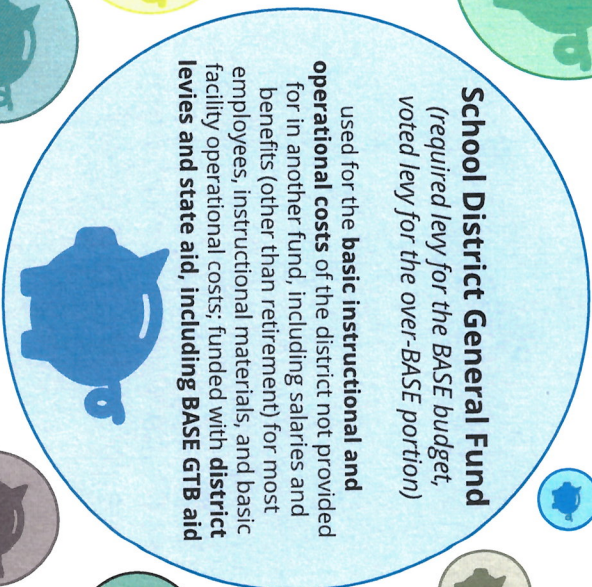 School District General Fund
(required levy for the BASE budget,
voted levy for the over-BASE portion)
used for the basic instructional and
operational costs of the district not provided
for in another fund, including salaries and
benefits (other than retirement) for most
employees, instructional materials, and basic
facility operational costs; funded with district
levies and state aid, including BASE GTB aid